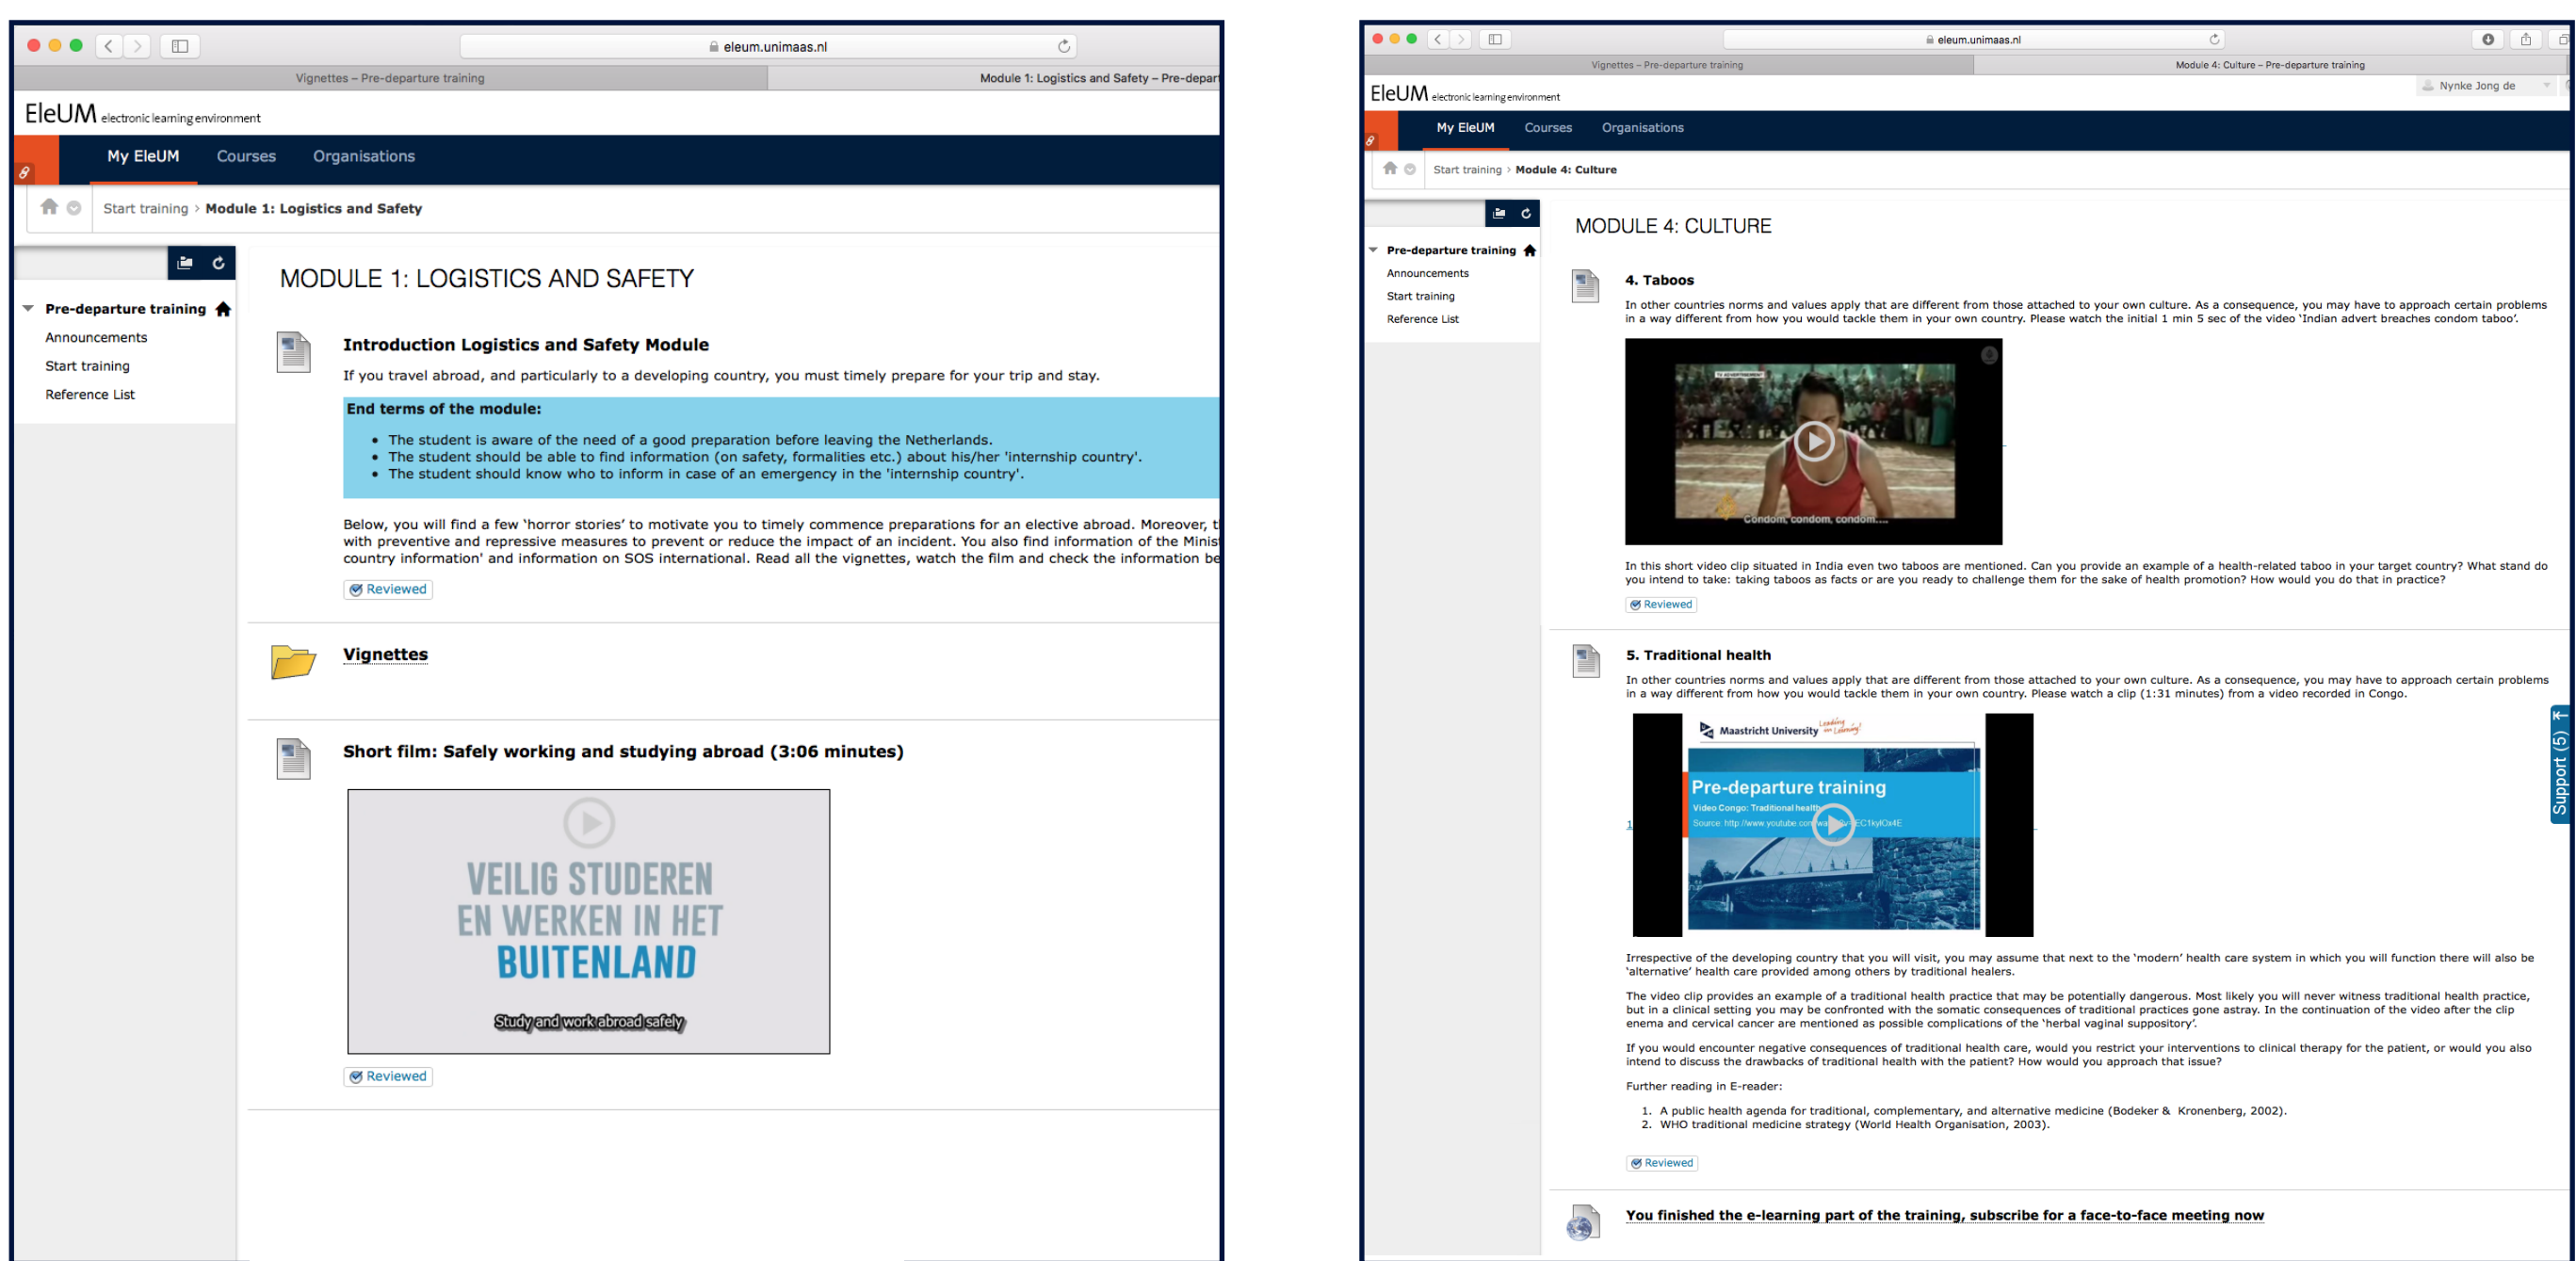 eleum.unimaas.nl
Vignettes – Pre-departure training
Module 1: Logistics and Safety – Pre-depart
EleUM electronic learning environment
My EleUM Courses Organisations
Start training > Module 1: Logistics and Safety
Pre-departure training
Announcements
Start training
Reference List
MODULE 1: LOGISTICS AND SAFETY
Introduction Logistics and Safety Module
If you travel abroad, and particularly to a developing country, you must timely prepare for your trip and stay.
End terms of the module:
• The student is aware of the need of a good preparation before leaving the Netherlands.
• The student should be able to find information (on safety, formalities etc.) about his/her 'internship country'.
• The student should know who to inform in case of an emergency in the 'internship country'.
Below, you will find a few ‘horror stories’ to motivate you to timely commence preparations for an elective abroad. Moreover, t
with preventive and repressive measures to prevent or reduce the impact of an incident. You also find information of the Minis
country information' and information on SOS international. Read all the vignettes, watch the film and check the information be
Reviewed
Vignettes
Short film: Safely working and studying abroad (3:06 minutes)
VEILIG STUDEREN
EN WERKEN IN HET
BUITENLAND
Study and work abroad safely
Reviewed
eleum.unimaas.nl
Vignettes – Pre-departure training
Module 4: Culture – Pre-departure training
EleUM electronic learning environment
Nynke Jong de
My EleUM Courses Organisations
Start training > Module 4: Culture
Pre-departure training
Announcements
Start training
Reference List
MODULE 4: CULTURE
4. Taboos
In other countries norms and values apply that are different from those attached to your own culture. As a consequence, you may have to approach certain problems
in a way different from how you would tackle them in your own country. Please watch the initial 1 min 5 sec of the video ‘Indian advert breaches condom taboo’.
Condom, condom, condom....
In this short video clip situated in India even two taboos are mentioned. Can you provide an example of a health-related taboo in your target country? What stand do
you intend to take: taking taboos as facts or are you ready to challenge them for the sake of health promotion? How would you do that in practice?
Reviewed
5. Traditional health
In other countries norms and values apply that are different from those attached to your own culture. As a consequence, you may have to approach certain problems
in a way different from how you would tackle them in your own country. Please watch a clip (1:31 minutes) from a video recorded in Congo.
Maastricht University Leading in Learning!
Pre-departure training
Video Congo: Traditional health
Source: http://www.youtube.com/
1
Support (5)
Irrespective of the developing country that you will visit, you may assume that next to the ‘modern’ health care system in which you will function there will also be
‘alternative’ health care provided among others by traditional healers.
The video clip provides an example of a traditional health practice that may be potentially dangerous. Most likely you will never witness traditional health practice,
but in a clinical setting you may be confronted with the somatic consequences of traditional practices gone astray. In the continuation of the video after the clip
enema and cervical cancer are mentioned as possible complications of the ‘herbal vaginal suppository’.
If you would encounter negative consequences of traditional health care, would you restrict your interventions to clinical therapy for the patient, or would you also
intend to discuss the drawbacks of traditional health with the patient? How would you approach that issue?
Further reading in E-reader:
1. A public health agenda for traditional, complementary, and alternative medicine (Bodeker & Kronenberg, 2002).
2. WHO traditional medicine strategy (World Health Organisation, 2003).
Reviewed
You finished the e-learning part of the training, subscribe for a face-to-face meeting now